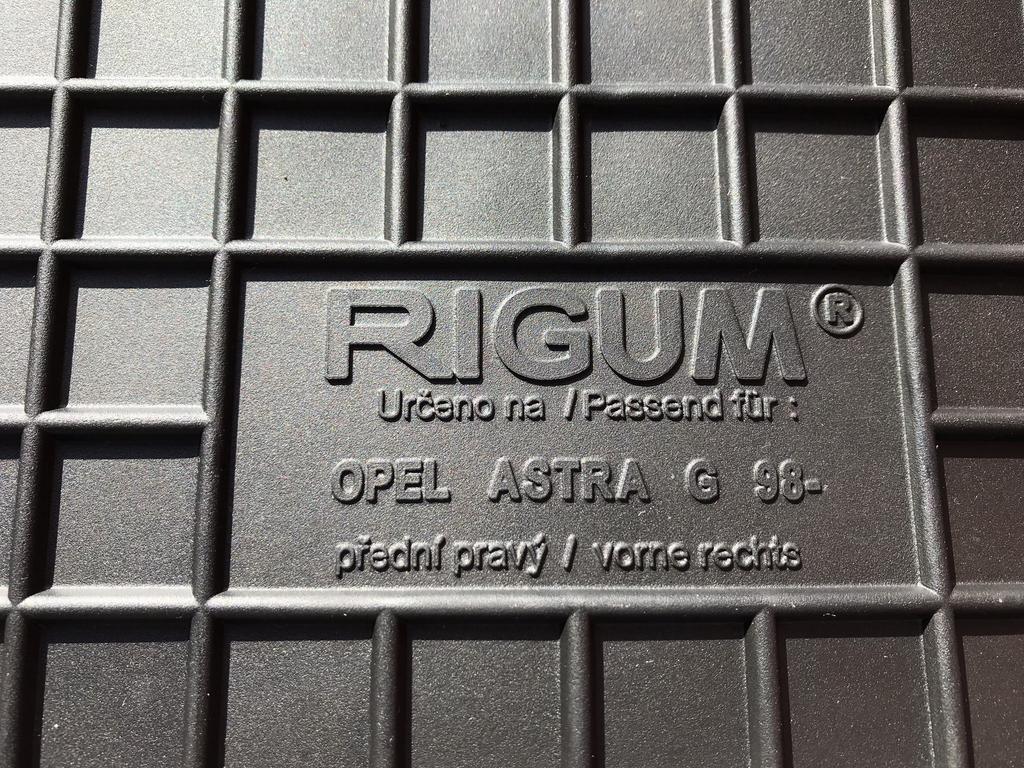 RIGUM®
Určeno na / Passend für :
OPEL ASTRA G 98-
přední pravý / vorne rechts